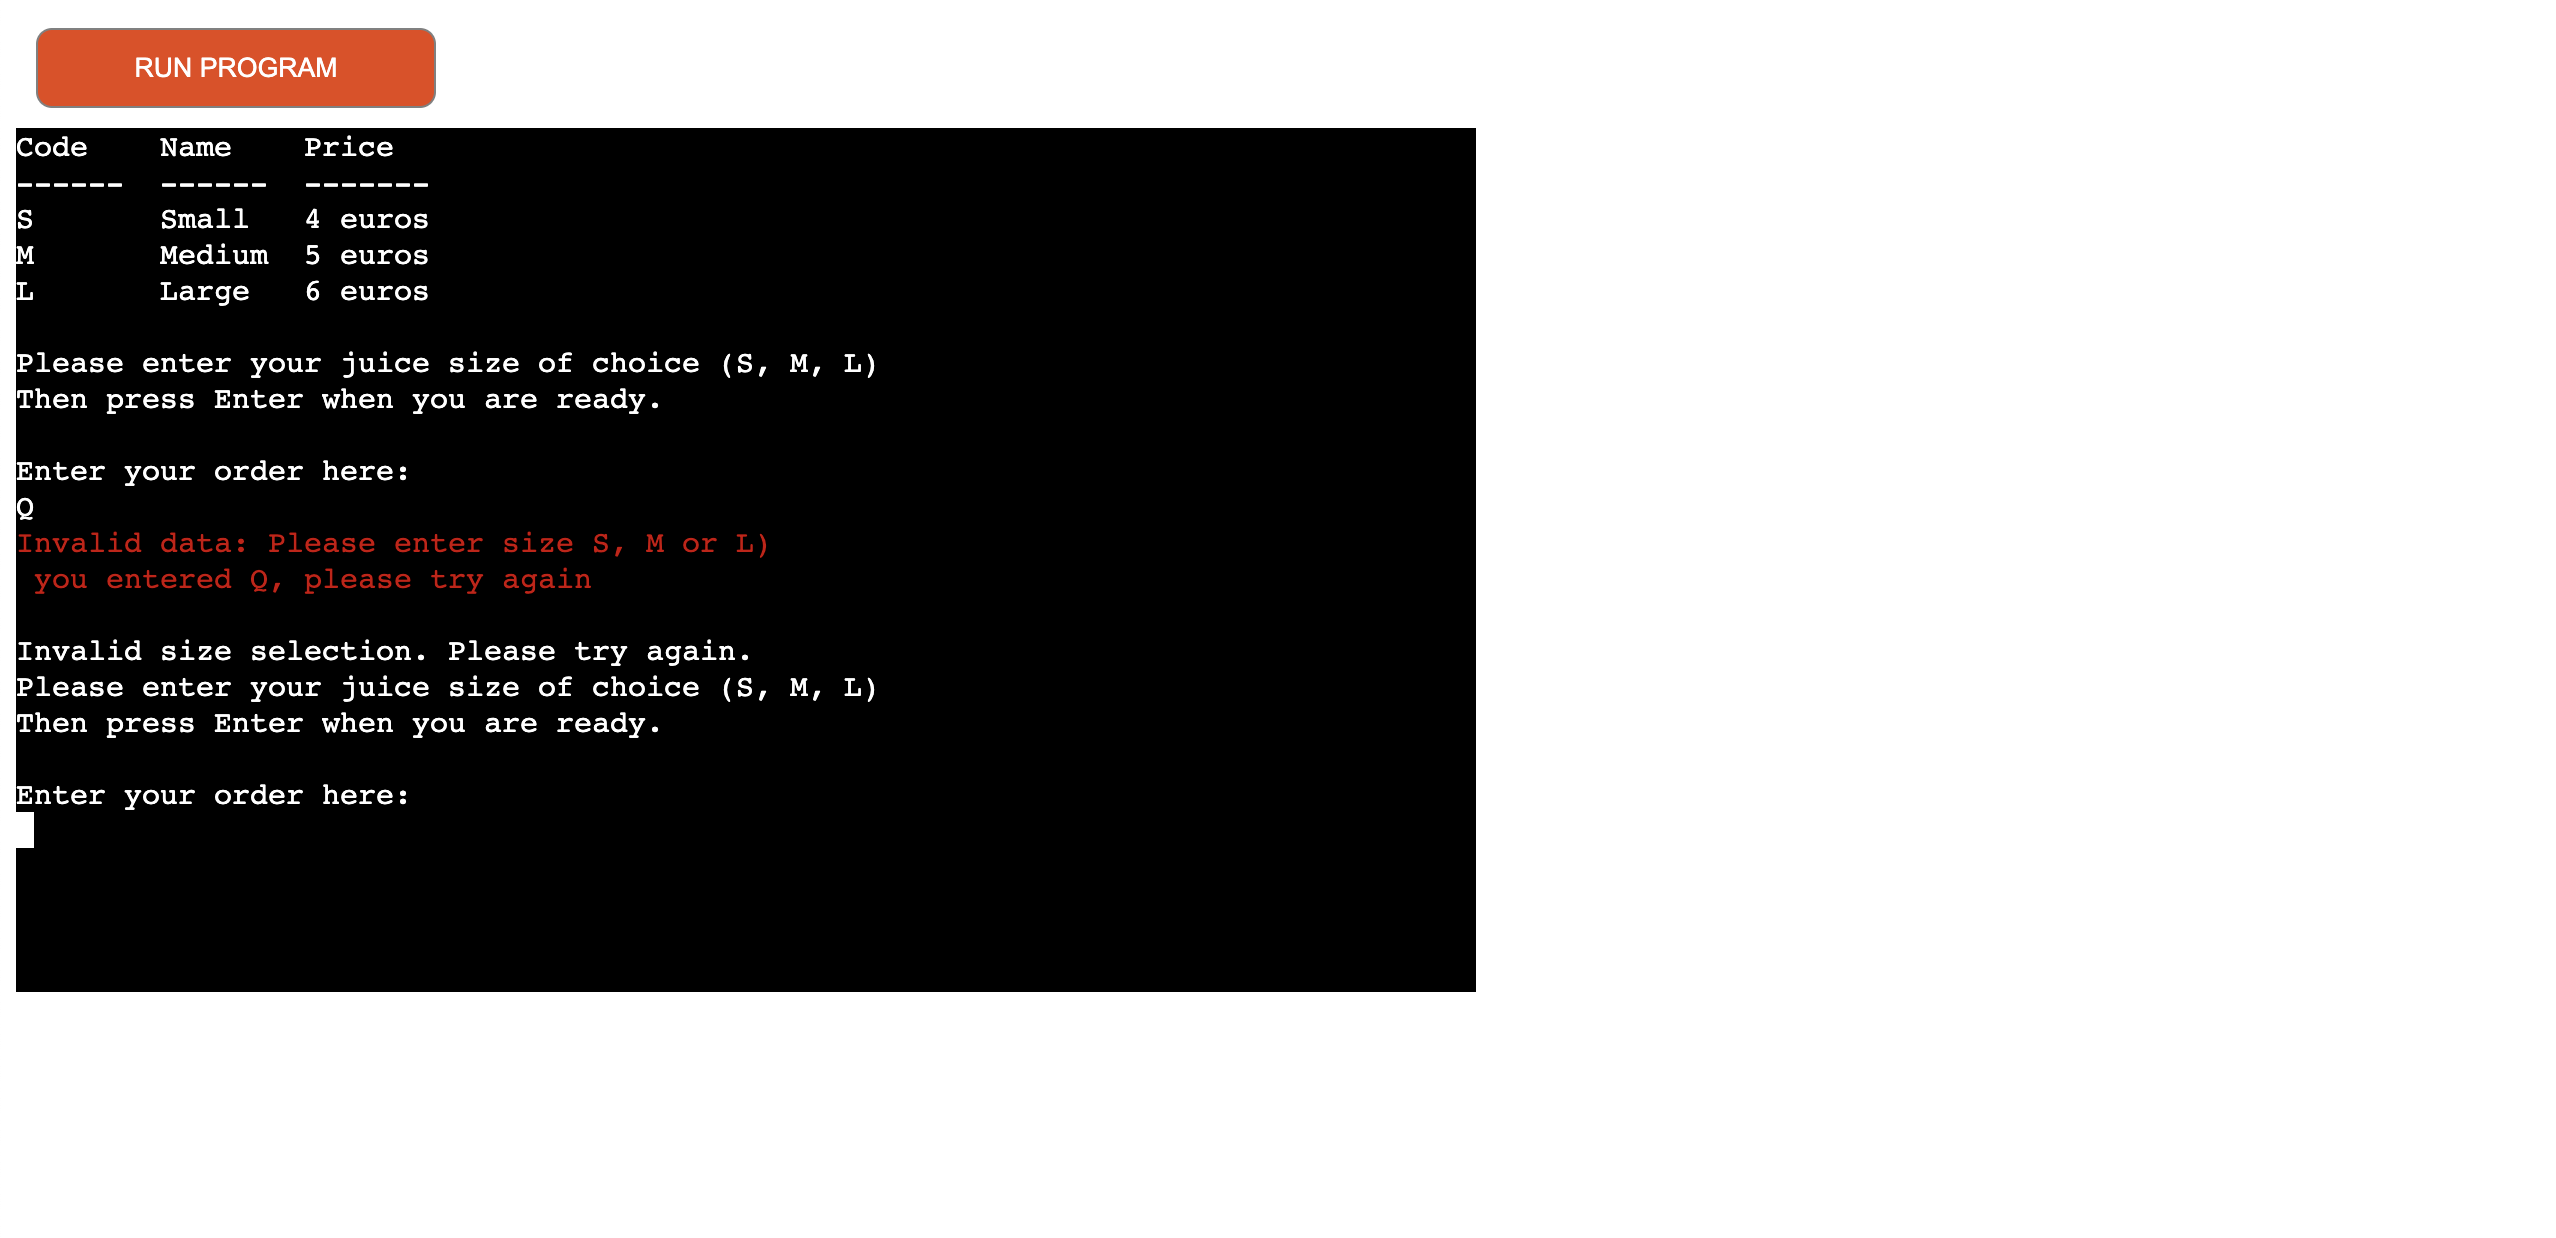 RUN PROGRAM
Code    Name    Price
------  ------  -------
S       Small   4 euros
M       Medium  5 euros
L       Large   6 euros
Please enter your juice size of choice (S, M, L)
Then press Enter when you are ready.
Enter your order here:
Q
Invalid data: Please enter size S, M or L)
 you entered Q, please try again
Invalid size selection. Please try again.
Please enter your juice size of choice (S, M, L)
Then press Enter when you are ready.
Enter your order here: